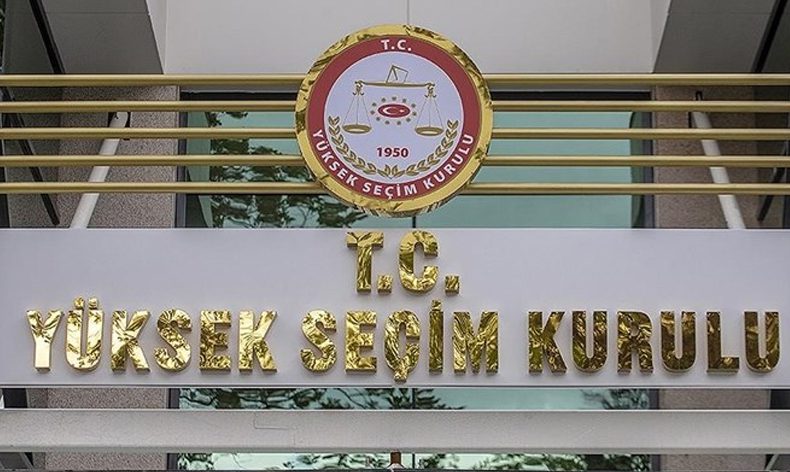 T.C.
1950
YÜKSEK SEÇİM KURULU
T.C.
YÜKSEK SEÇİM KURULU